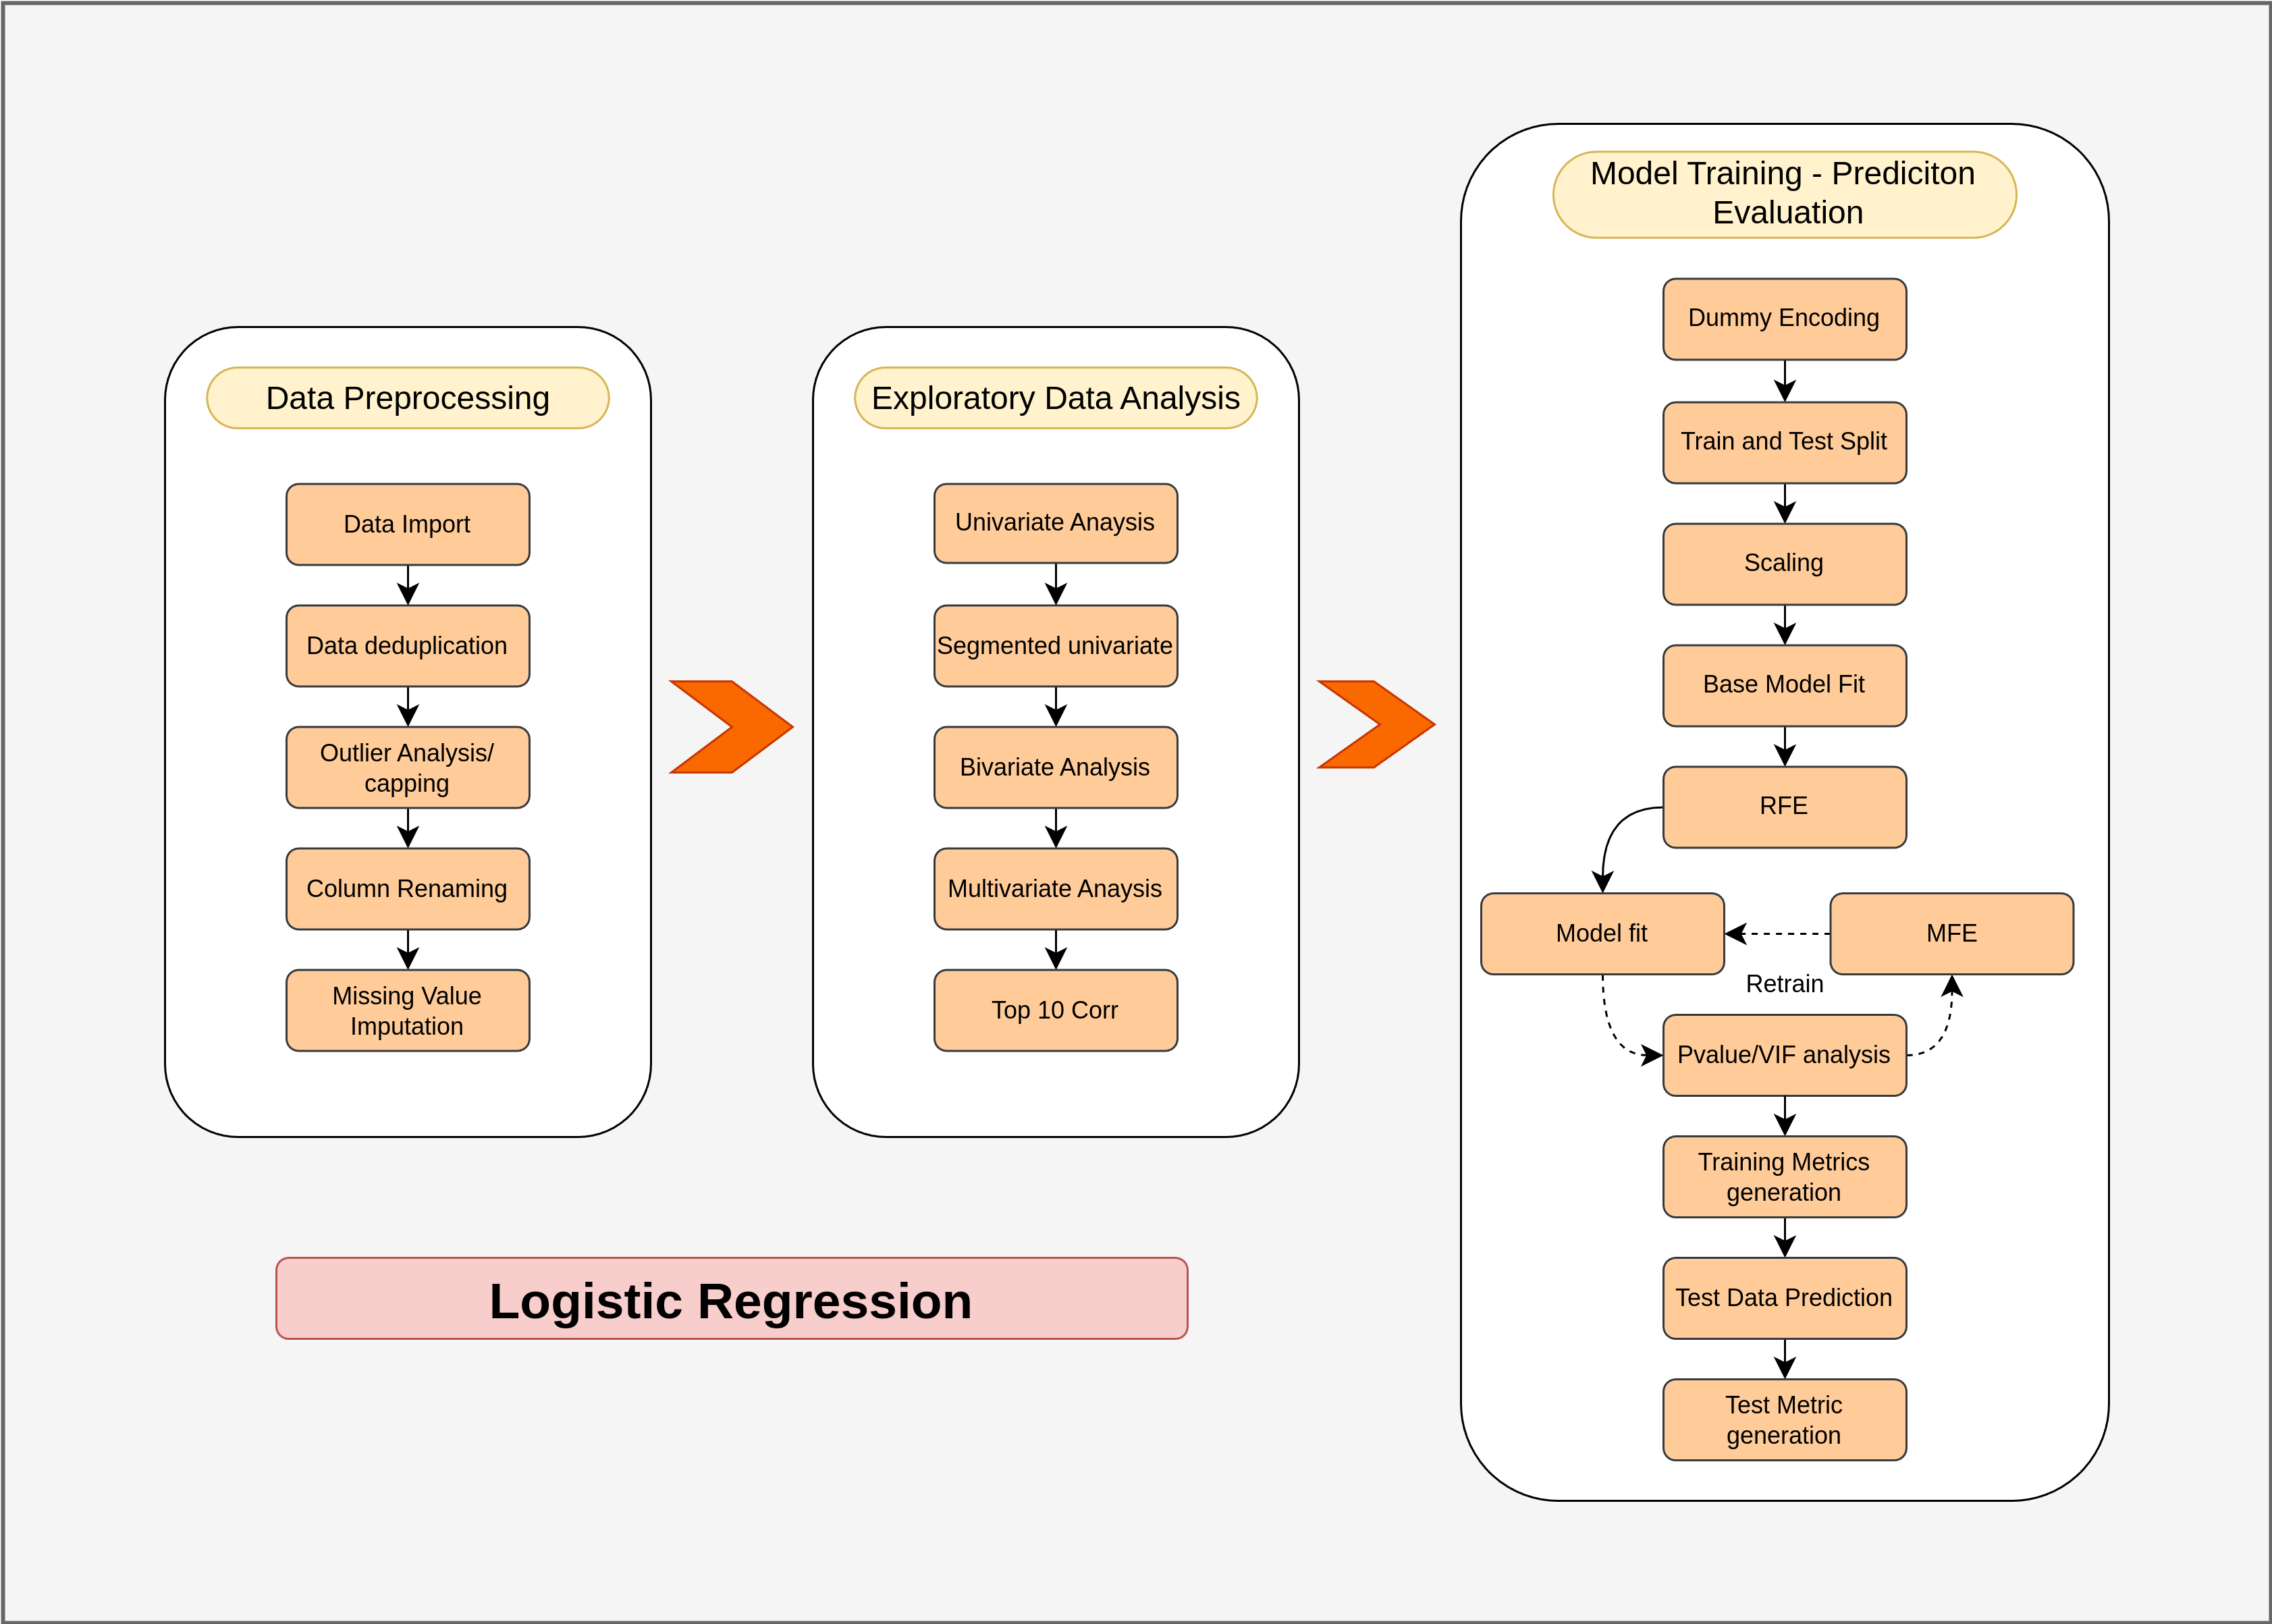 Data Preprocessing
Data Import
Data deduplication
Outlier Analysis/
capping
Column Renaming
Missing Value
Imputation
Exploratory Data Analysis
Univariate Anaysis
Segmented univariate
Bivariate Analysis
Multivariate Anaysis
Top 10 Corr
Model Training - Prediciton
Evaluation
Dummy Encoding
Train and Test Split
Scaling
Base Model Fit
RFE
Model fit
MFE
Retrain
Pvalue/VIF analysis
Training Metrics
generation
Test Data Prediction
Test Metric
generation
Logistic Regression